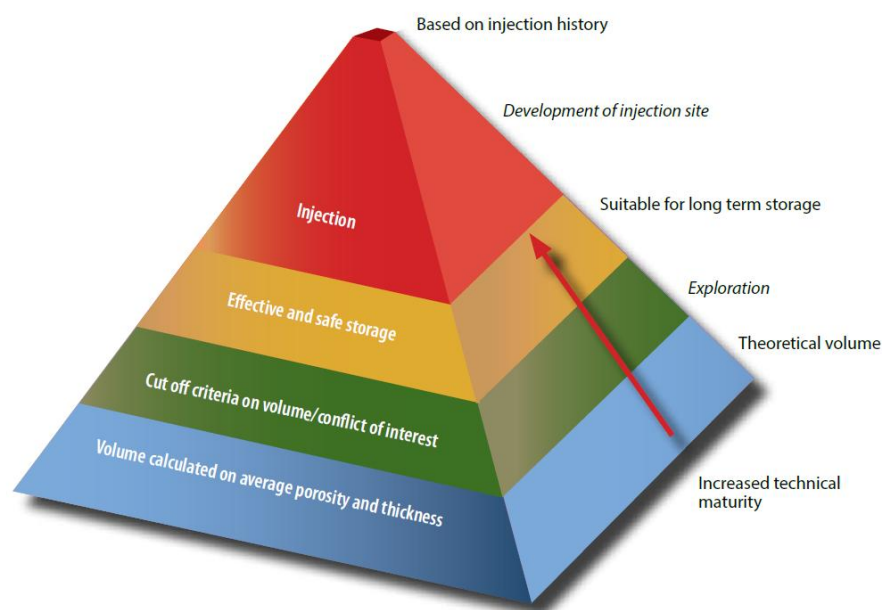 Based on injection history
Development of injection site
Injection
Suitable for long term storage
Effective and safe storage
Exploration
Theoretical volume
Cut off criteria on volume/conflict of interest
Volume calculated on average porosity and thickness
Increased technical
maturity